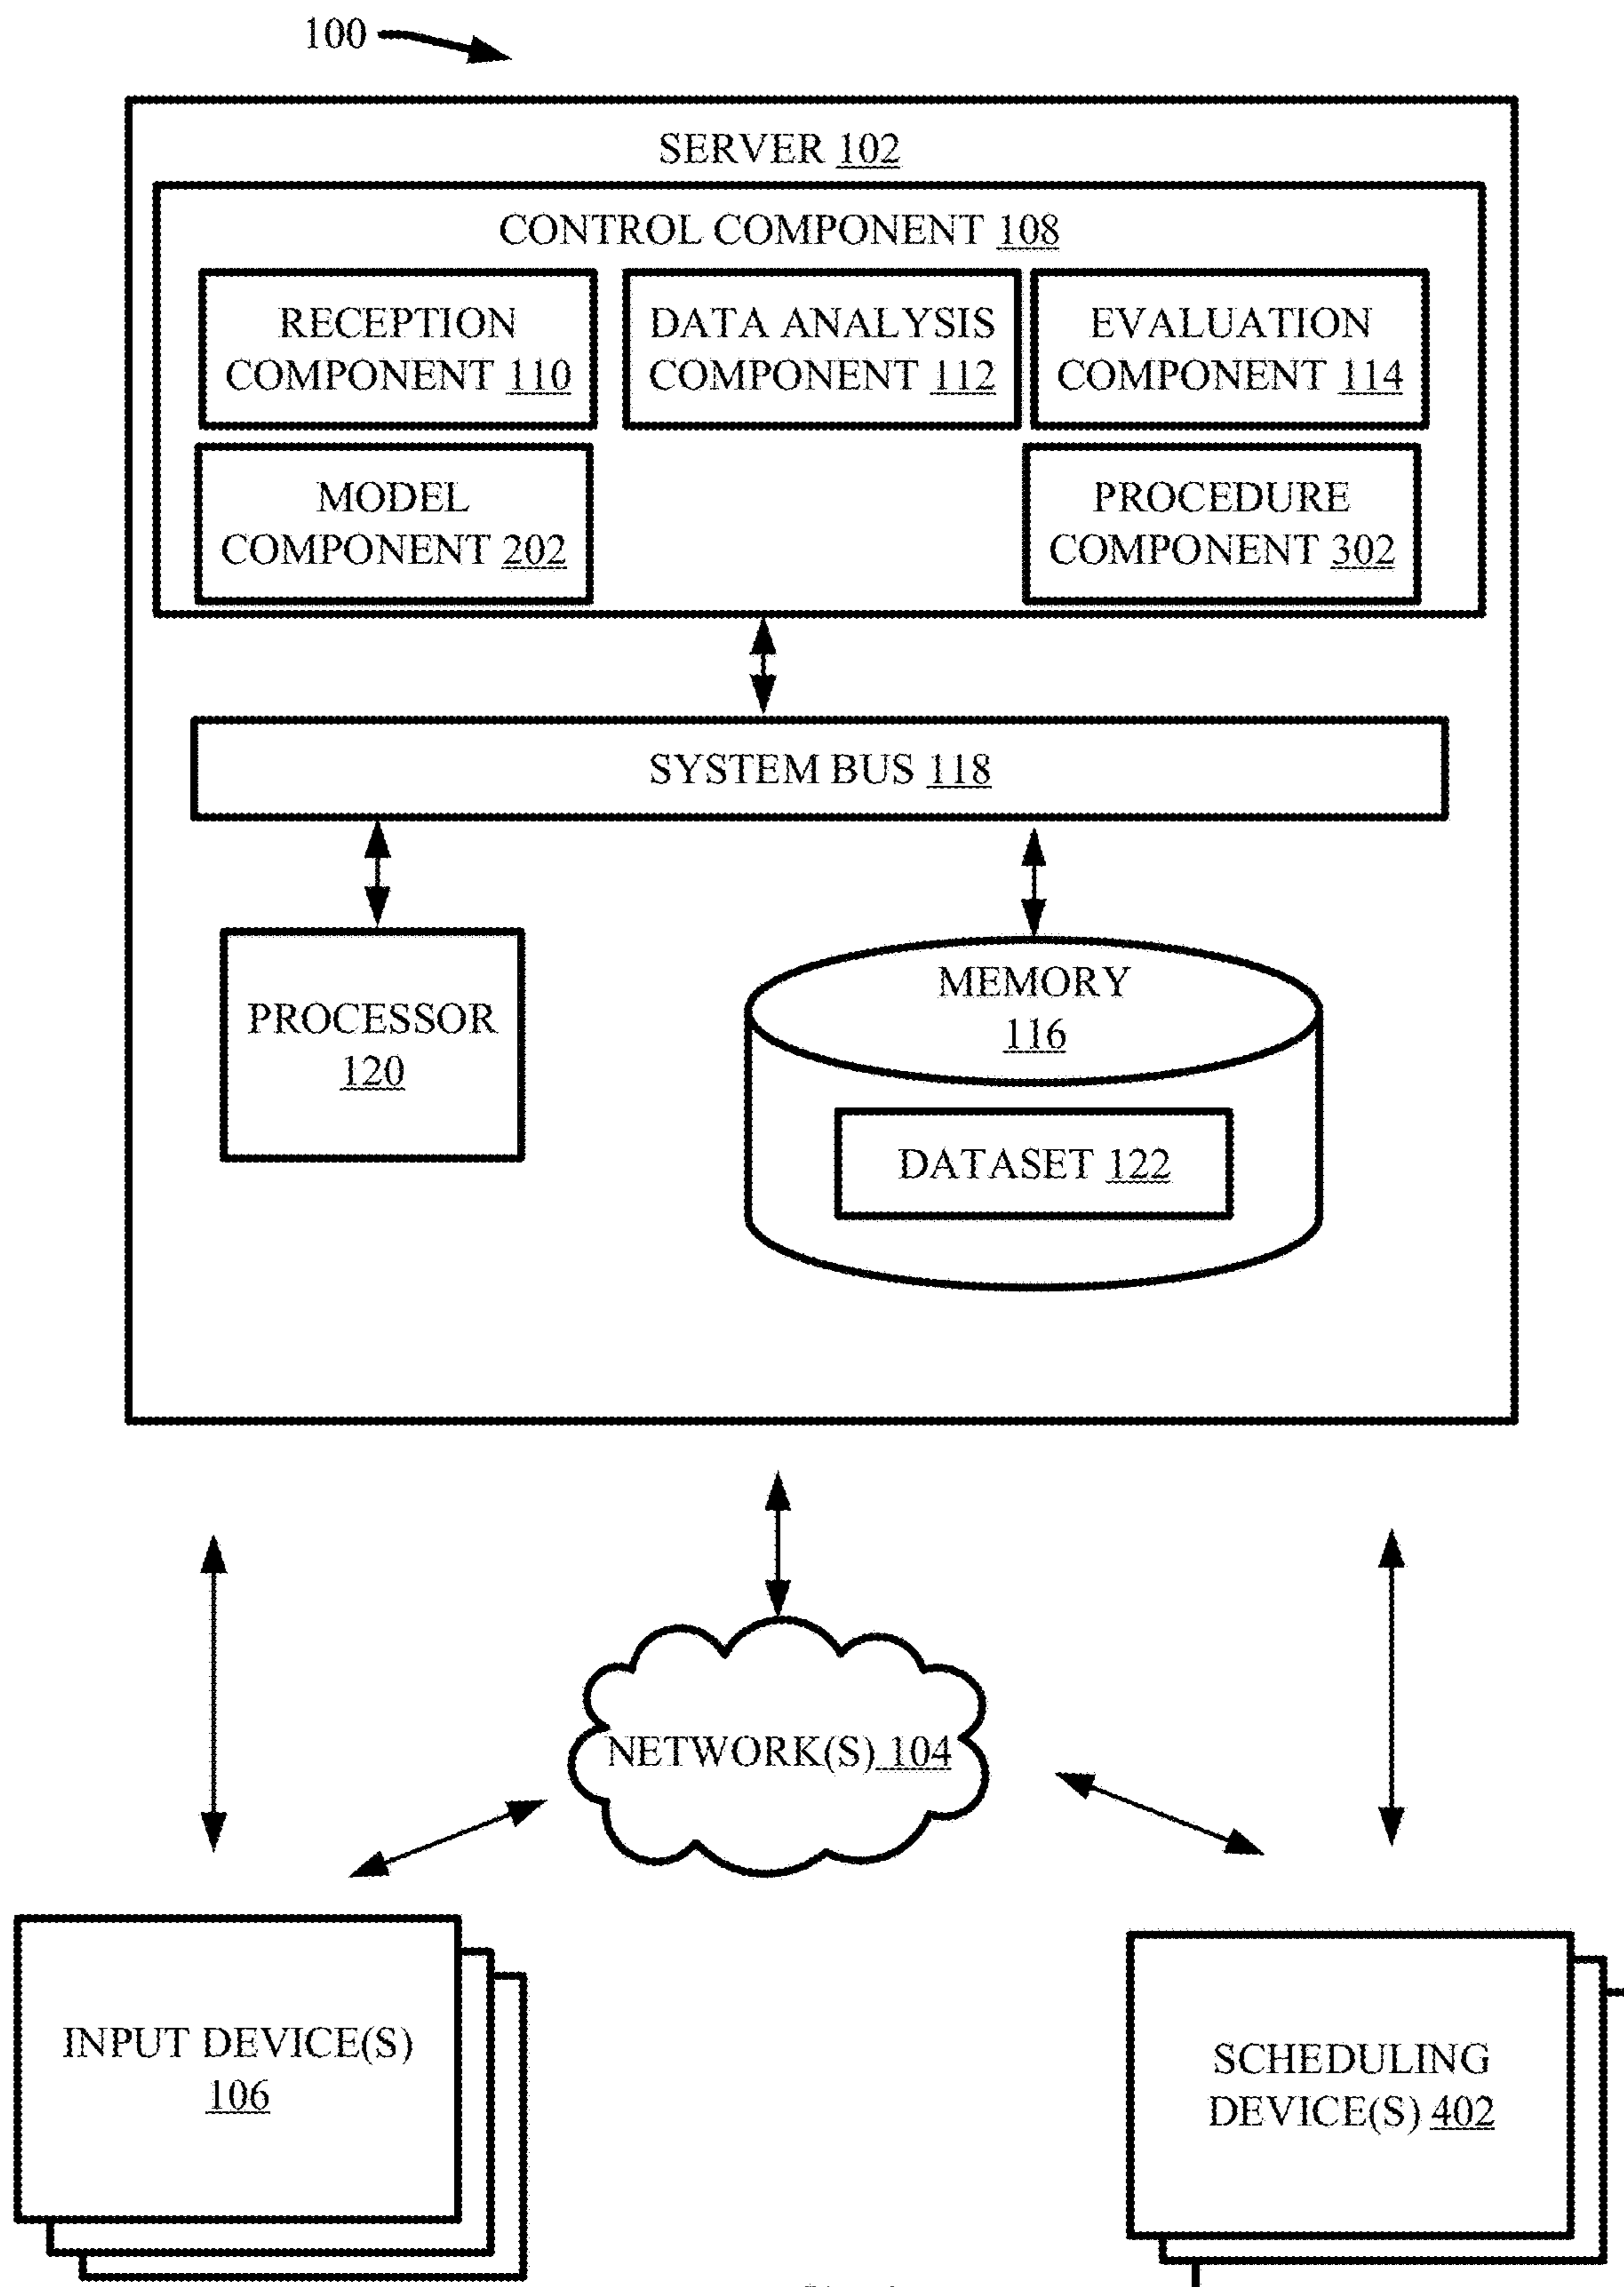 100
SERVER 102
CONTROL COMPONENT 108
RECEPTION
COMPONENT 110
DATA ANALYSIS
COMPONENT 112
EVALUATION
COMPONENT 114
MODEL
COMPONENT 202
PROCEDURE
COMPONENT 302
SYSTEM BUS 118
PROCESSOR
120
MEMORY
116
DATASET 122
NETWORK(S) 104
INPUT DEVICE(S)
106
SCHEDULING
DEVICE(S) 402